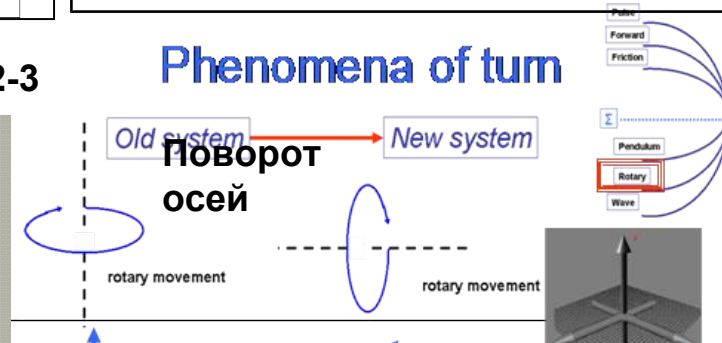 2-3
Phenomena of turn
Old system
New system
Поворот
осей
rotary movement
rotary movement
Pulse
Forward
Friction
Σ
Pendulum
Rotary
Wave